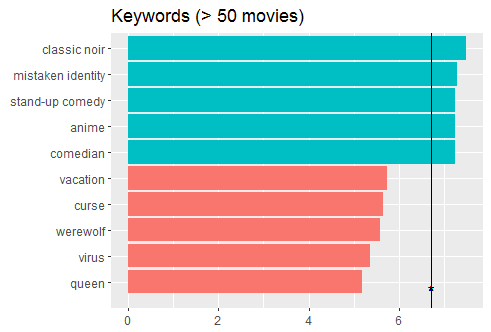 Keywords (> 50 movies)
classic noir
mistaken identity
stand-up comedy
anime
comedian
vacation
curse
werewolf
virus
queen
0 2 4 6